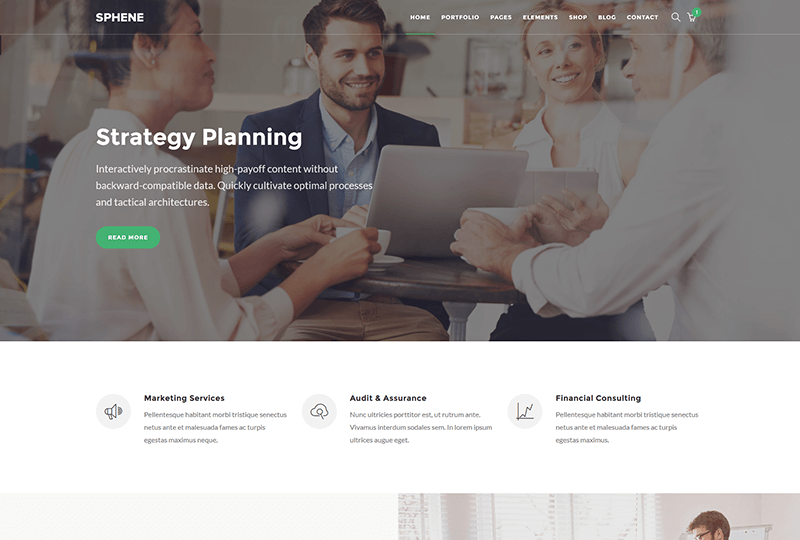 SPHENE
HOME PORTFOLIO PAGES ELEMENTS SHOP BLOG CONTACT 1
Strategy Planning
Interactively procrastinate high-payoff content without
backward-compatible data. Quickly cultivate optimal processes
and tactical architectures.
READ MORE
Marketing Services
Pellentesque habitant morbi tristique senectus
netus ante et malesuada fames ac turpis
egestas maximus neque.
Audit & Assurance
Nunc ultricies porttitor est, ut rutrum ante.
Vivamus interdum sodales sem. In lorem ipsum
ultrices augue eget.
Financial Consulting
Pellentesque habitant morbi tristique senectus
netus ante et malesuada fames ac turpis
egestas maximus.